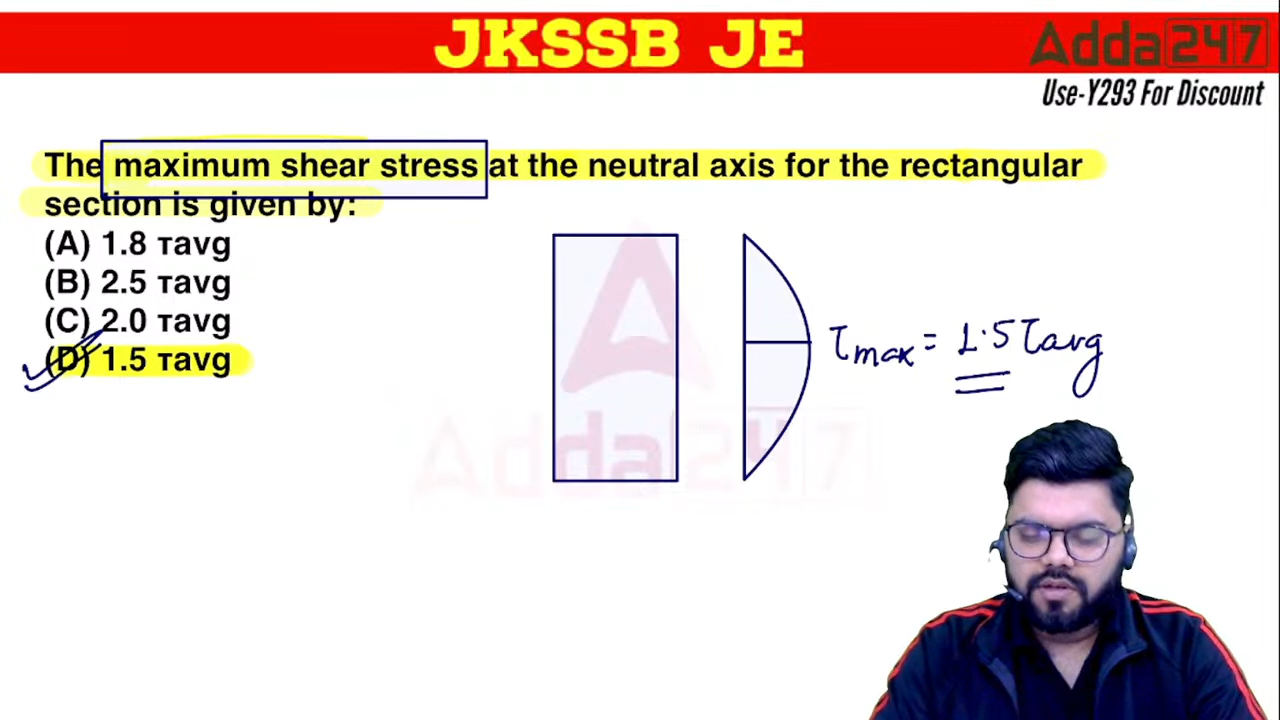 JKSSB JE
Adda247
Use-Y293 For Discount
The maximum shear stress at the neutral axis for the rectangular
section is given by:
(A) 1.8 τavg
(B) 2.5 τavg
(C) 2.0 τavg
(D) 1.5 τavg
τmax = 1.5 τavg
Adda247